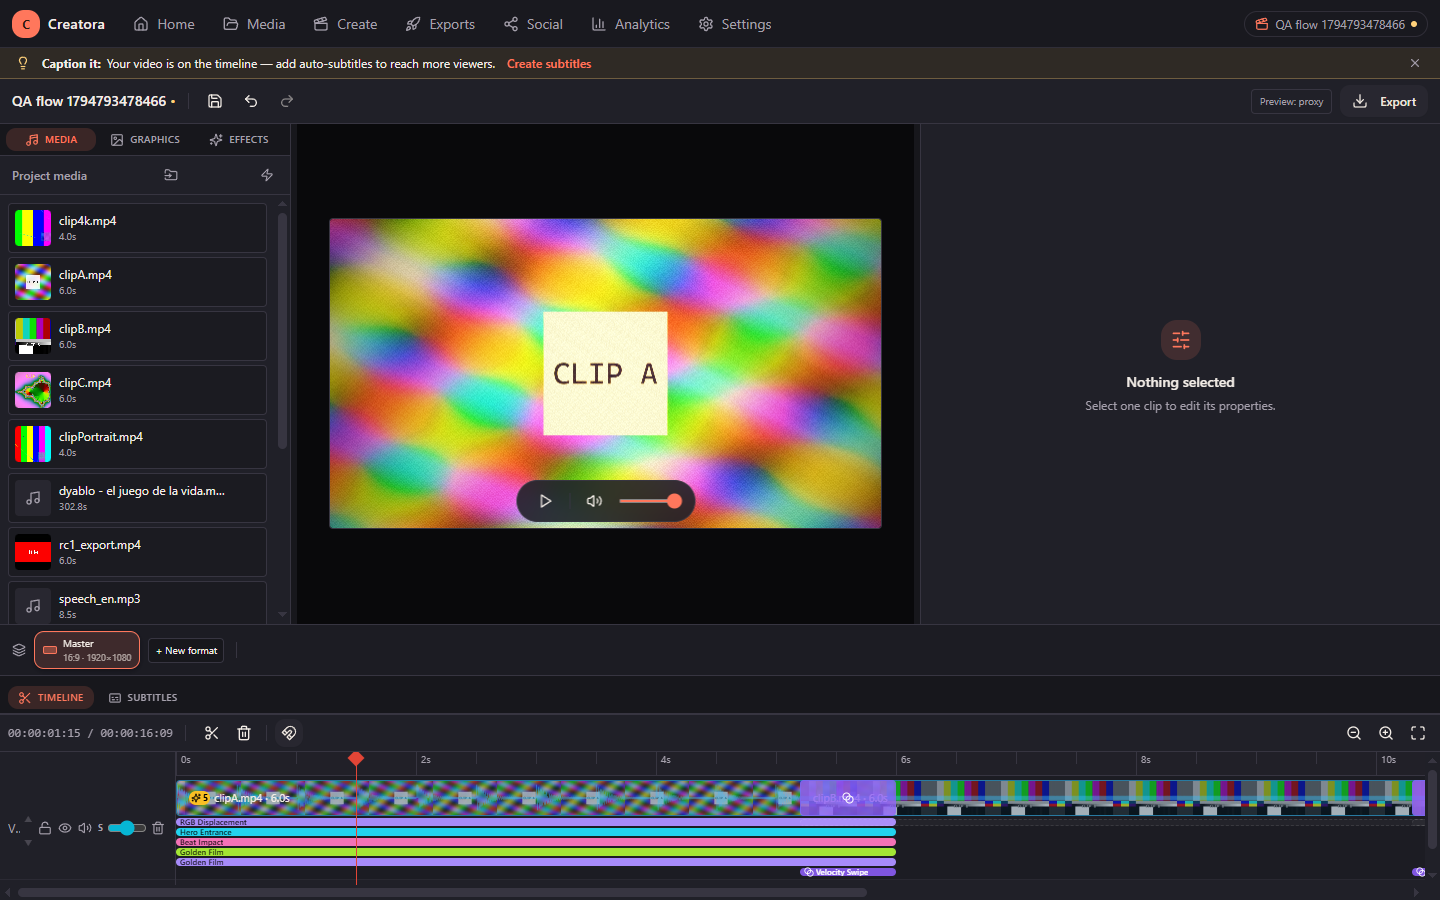 C Creatora Home Media Create Exports Social Analytics Settings QA flow 1794793478466
Caption it: Your video is on the timeline — add auto-subtitles to reach more viewers. Create subtitles
QA flow 1794793478466 Preview: proxy Export
MEDIA GRAPHICS EFFECTS
Project media
clip4k.mp4
4.0s
clipA.mp4
6.0s
clipB.mp4
6.0s
clipC.mp4
6.0s
clipPortrait.mp4
4.0s
dyablo - el juego de la vida.m...
302.8s
rc1_export.mp4
6.0s
speech_en.mp3
8.5s
CLIP A
Nothing selected
Select one clip to edit its properties.
Master
16:9 · 1920×1080
+ New format
TIMELINE SUBTITLES
00:00:01:15 / 00:00:16:09
0s 2s 4s 6s 8s 10s
5 clipA.mp4 · 6.0s
V... S
RGB Displacement
Hero Entrance
Beat Impact
Golden Film
Golden Film
Velocity Swipe